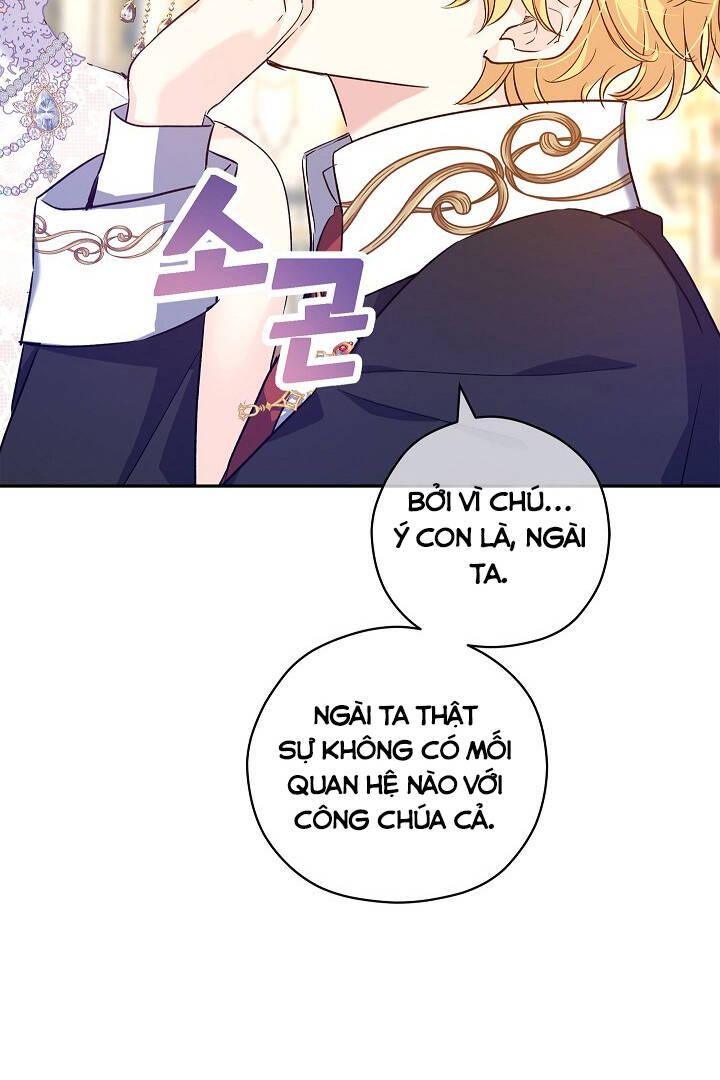 소곤
BỞI VÌ CHÚ...
Ý CON LÀ, NGÀI
TA.
NGÀI TA THẬT
SỰ KHÔNG CÓ MỐI
QUAN HỆ NÀO VỚI
CÔNG CHÚA CẢ.